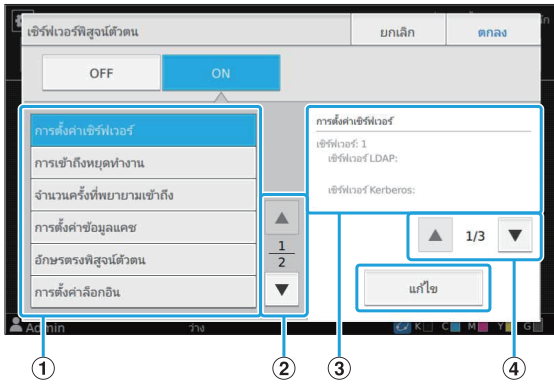 เซิร์ฟเวอร์พิสูจน์ตัวตน
ยกเลิก
ตกลง
OFF
ON
การตั้งค่าเซิร์ฟเวอร์
การเข้าถึงหยุดทำงาน
จำนวนครั้งที่พยายามเข้าถึง
การตั้งค่าข้อมูลแคช
อักษรตรงพิสูจน์ตัวตน
การตั้งค่าล็อกอิน
1
2
การตั้งค่าเซิร์ฟเวอร์
เซิร์ฟเวอร์: 1
เซิร์ฟเวอร์ LDAP:
เซิร์ฟเวอร์ Kerberos:
1/3
แก้ไข
Admin
ว่าง
K C M Y G
1 2 3 4